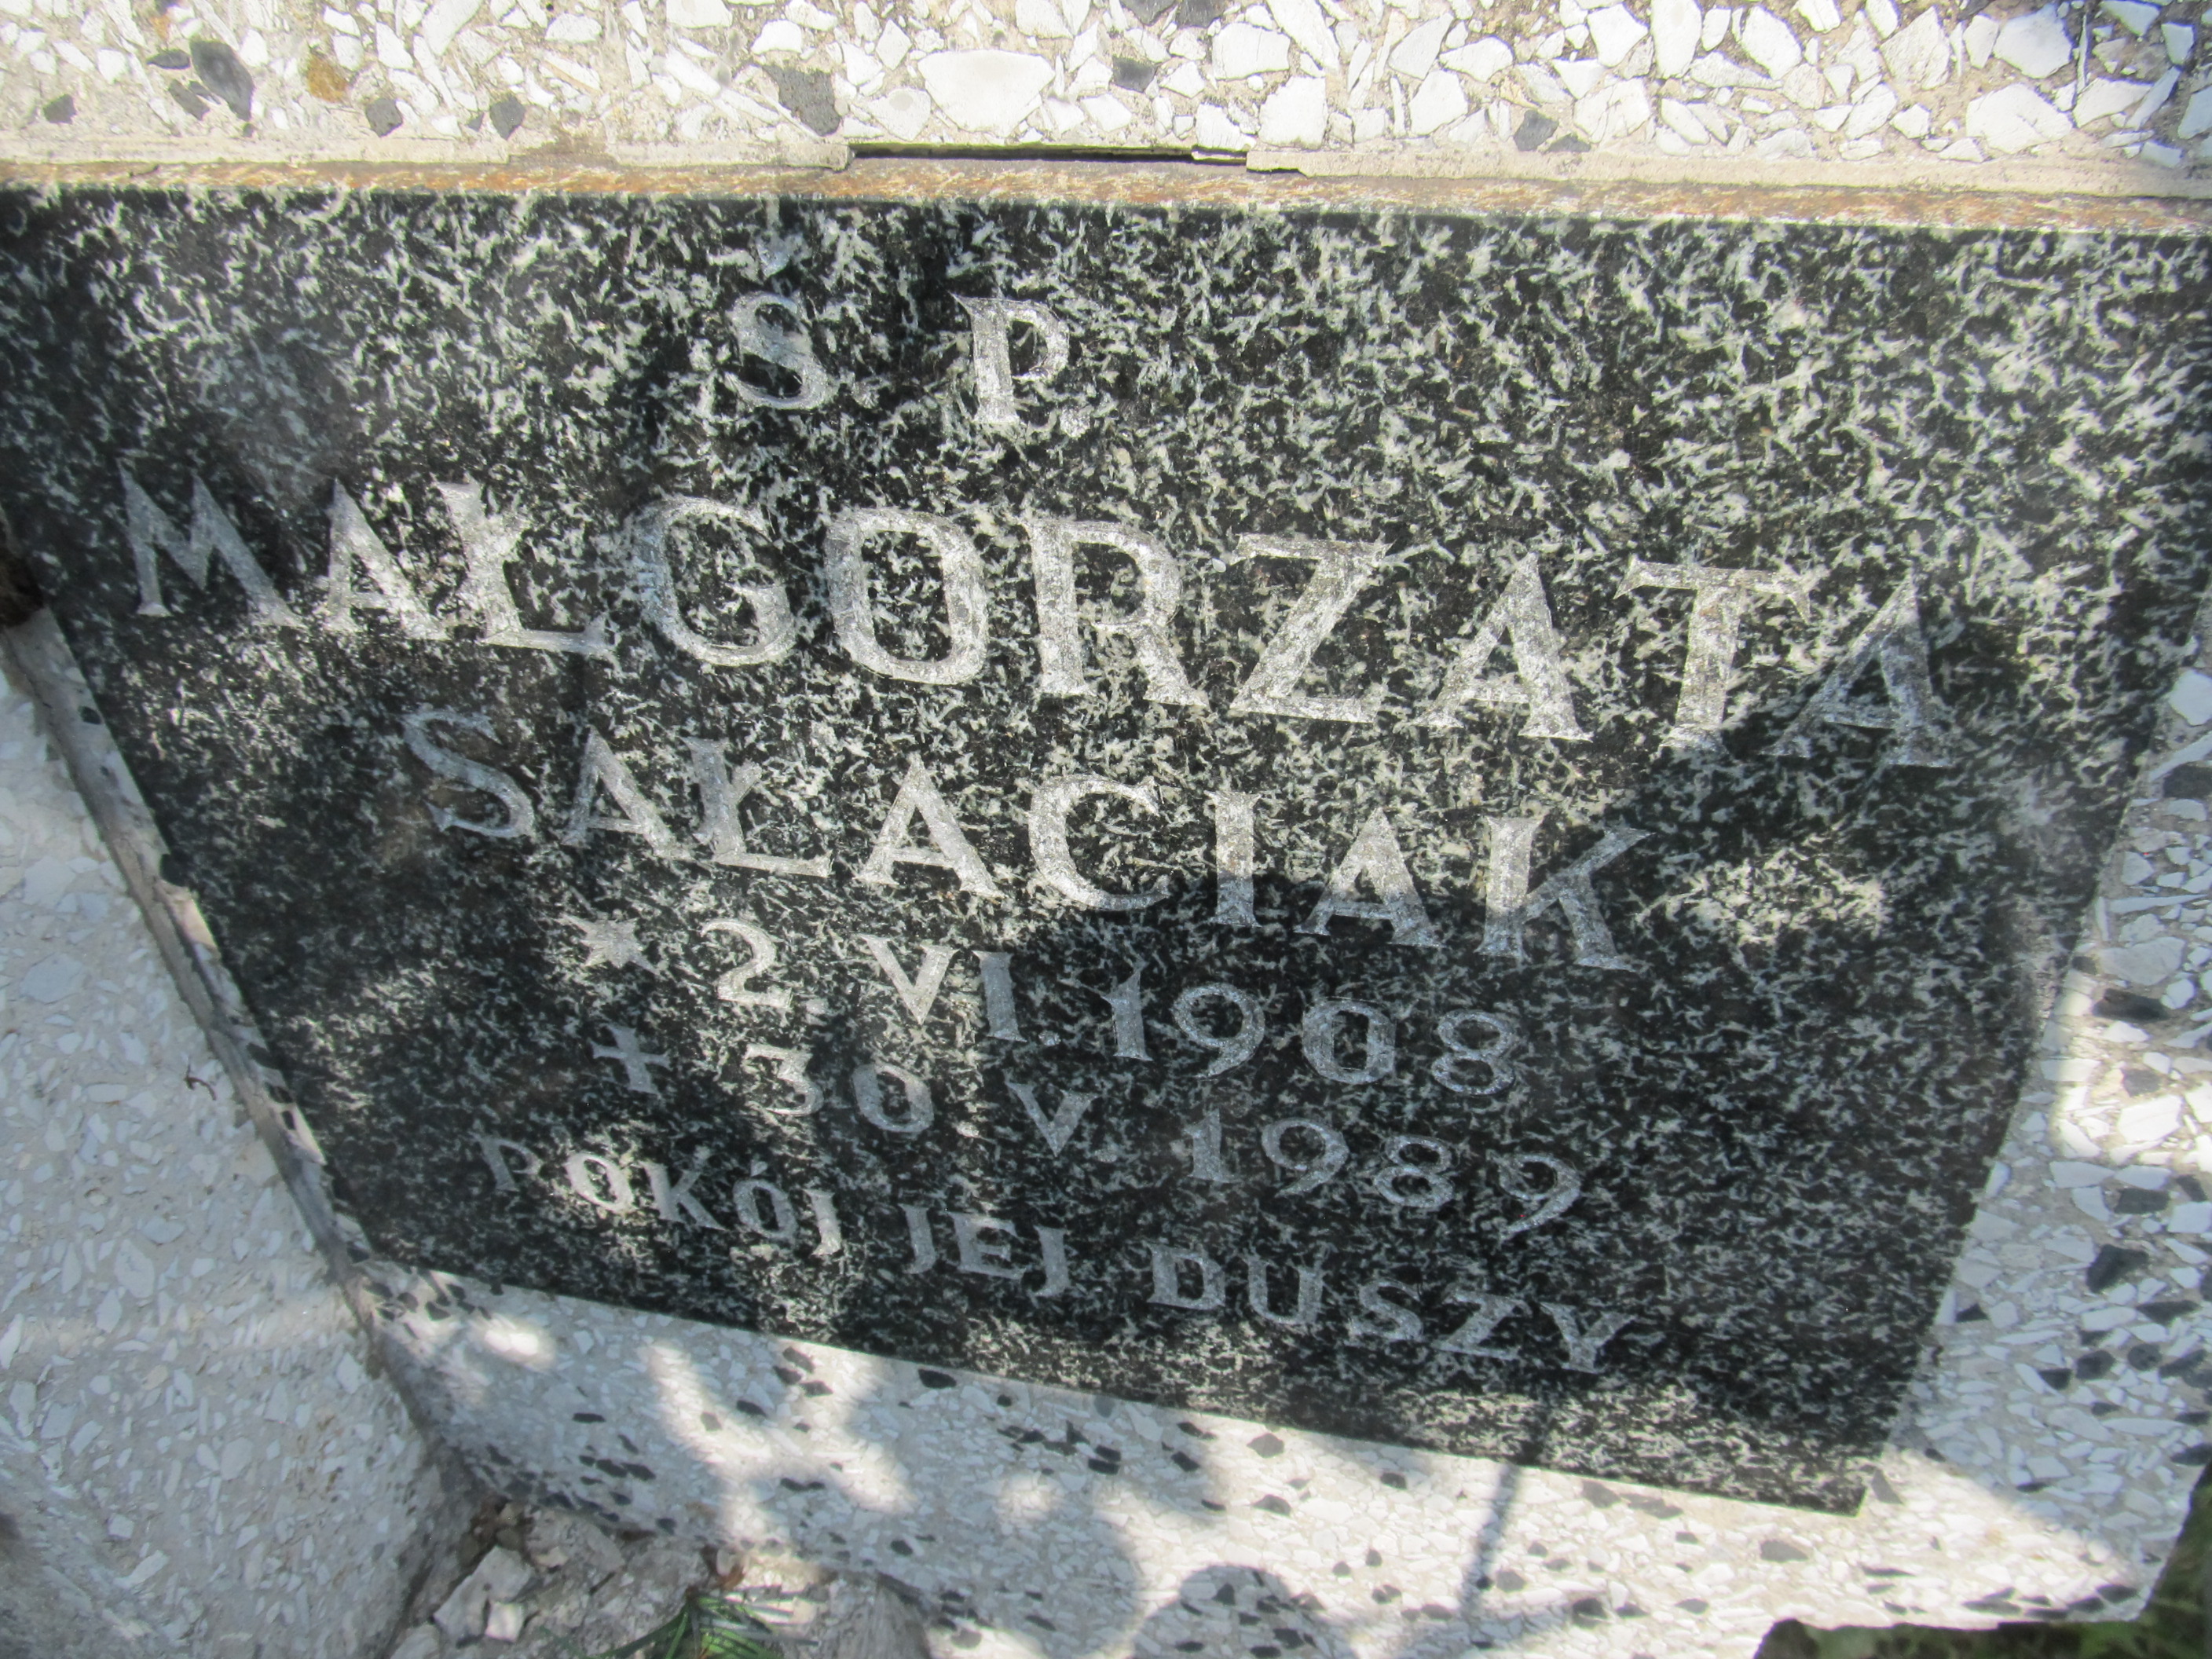 Ś. P.
MAŁGORZATA
SAŁACIAK
* 2. VI. 1908
+ 30 V. 1989
POKÓJ JEJ DUSZY